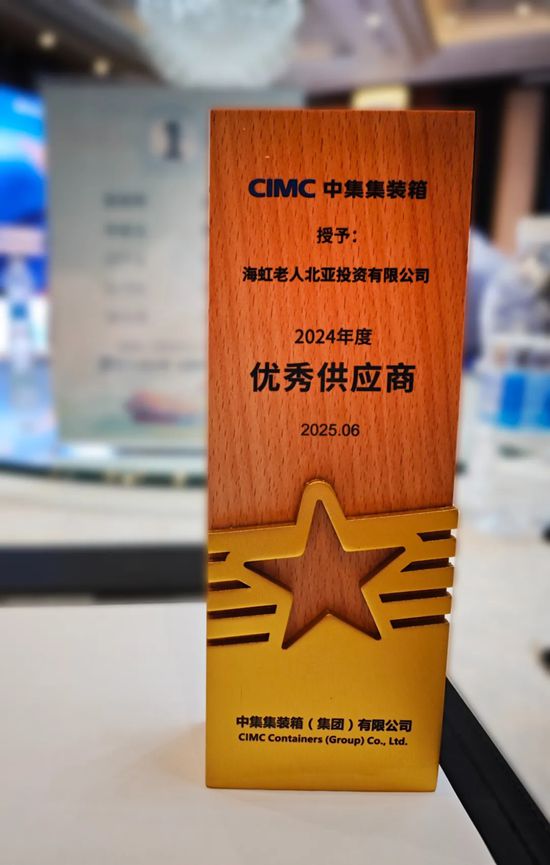 CIMC 中集集装箱
授予：
海虹老人北亚投资有限公司
2024年度
优秀供应商
2025.06
中集集装箱（集团）有限公司
CIMC Containers (Group) Co., Ltd.
1